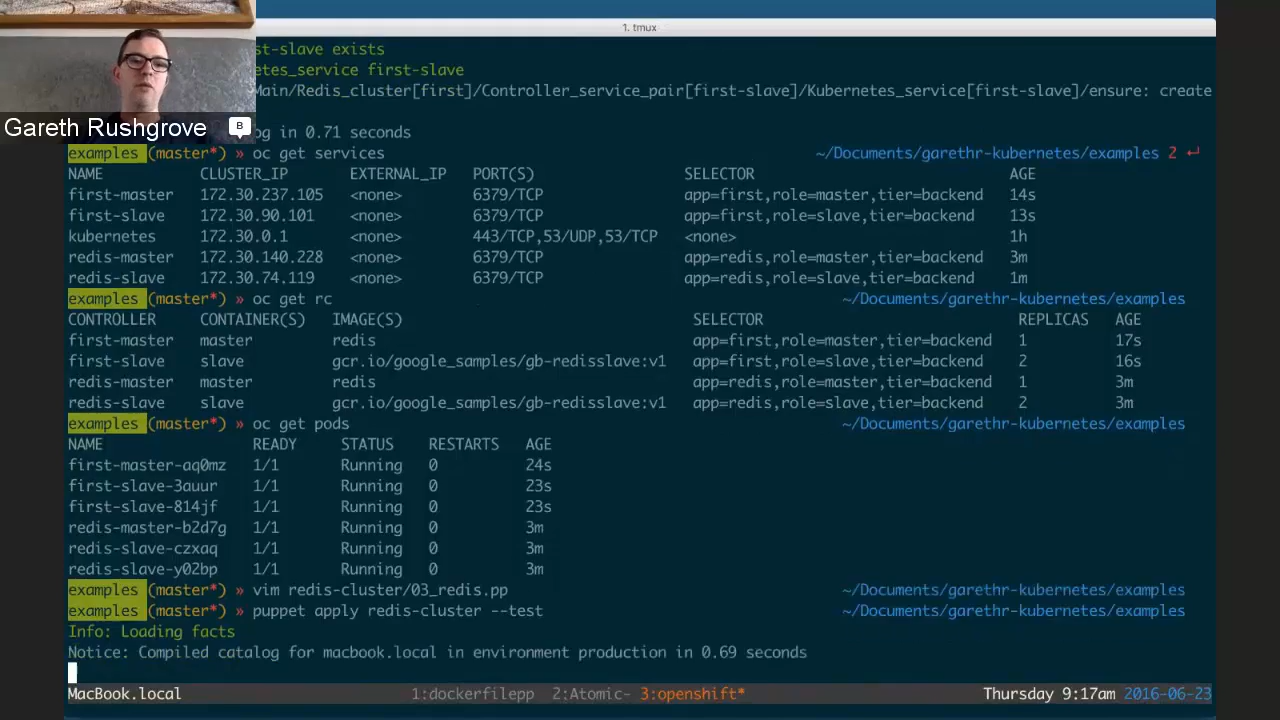 1. tmux
st-slave exists
etes_service first-slave
Main/Redis_cluster[first]/Controller_service_pair[first-slave]/Kubernetes_service[first-slave]/ensure: create
Gareth Rushgrove B
og in 0.71 seconds
examples (master*) » oc get services ~/Documents/garethr-kubernetes/examples 2 ↵
NAME CLUSTER_IP EXTERNAL_IP PORT(S) SELECTOR AGE
first-master 172.30.237.105 <none> 6379/TCP app=first,role=master,tier=backend 14s
first-slave 172.30.90.101 <none> 6379/TCP app=first,role=slave,tier=backend 13s
kubernetes 172.30.0.1 <none> 443/TCP,53/UDP,53/TCP <none> 1h
redis-master 172.30.140.228 <none> 6379/TCP app=redis,role=master,tier=backend 3m
redis-slave 172.30.74.119 <none> 6379/TCP app=redis,role=slave,tier=backend 1m
examples (master*) » oc get rc ~/Documents/garethr-kubernetes/examples
CONTROLLER CONTAINER(S) IMAGE(S) SELECTOR REPLICAS AGE
first-master master redis app=first,role=master,tier=backend 1 17s
first-slave slave gcr.io/google_samples/gb-redisslave:v1 app=first,role=slave,tier=backend 2 16s
redis-master master redis app=redis,role=master,tier=backend 1 3m
redis-slave slave gcr.io/google_samples/gb-redisslave:v1 app=redis,role=slave,tier=backend 2 3m
examples (master*) » oc get pods ~/Documents/garethr-kubernetes/examples
NAME READY STATUS RESTARTS AGE
first-master-aq0mz 1/1 Running 0 24s
first-slave-3auur 1/1 Running 0 23s
first-slave-814jf 1/1 Running 0 23s
redis-master-b2d7g 1/1 Running 0 3m
redis-slave-czxaq 1/1 Running 0 3m
redis-slave-y02bp 1/1 Running 0 3m
examples (master*) » vim redis-cluster/03_redis.pp ~/Documents/garethr-kubernetes/examples
examples (master*) » puppet apply redis-cluster --test ~/Documents/garethr-kubernetes/examples
Info: Loading facts
Notice: Compiled catalog for macbook.local in environment production in 0.69 seconds
MacBook.local 1:dockerfilepp 2:Atomic- 3:openshift* Thursday 9:17am 2016-06-23